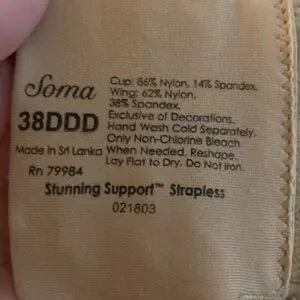 Soma
38DDD
Made in Sri Lanka
Rn 79984
Cup: 86% Nylon, 14% Spandex.
Wing: 62% Nylon,
38% Spandex.
Exclusive of Decorations.
Hand Wash Cold Separately.
Only Non-Chlorine Bleach
When Needed. Reshape.
Lay Flat to Dry. Do Not Iron.
Stunning Support™ Strapless
021803